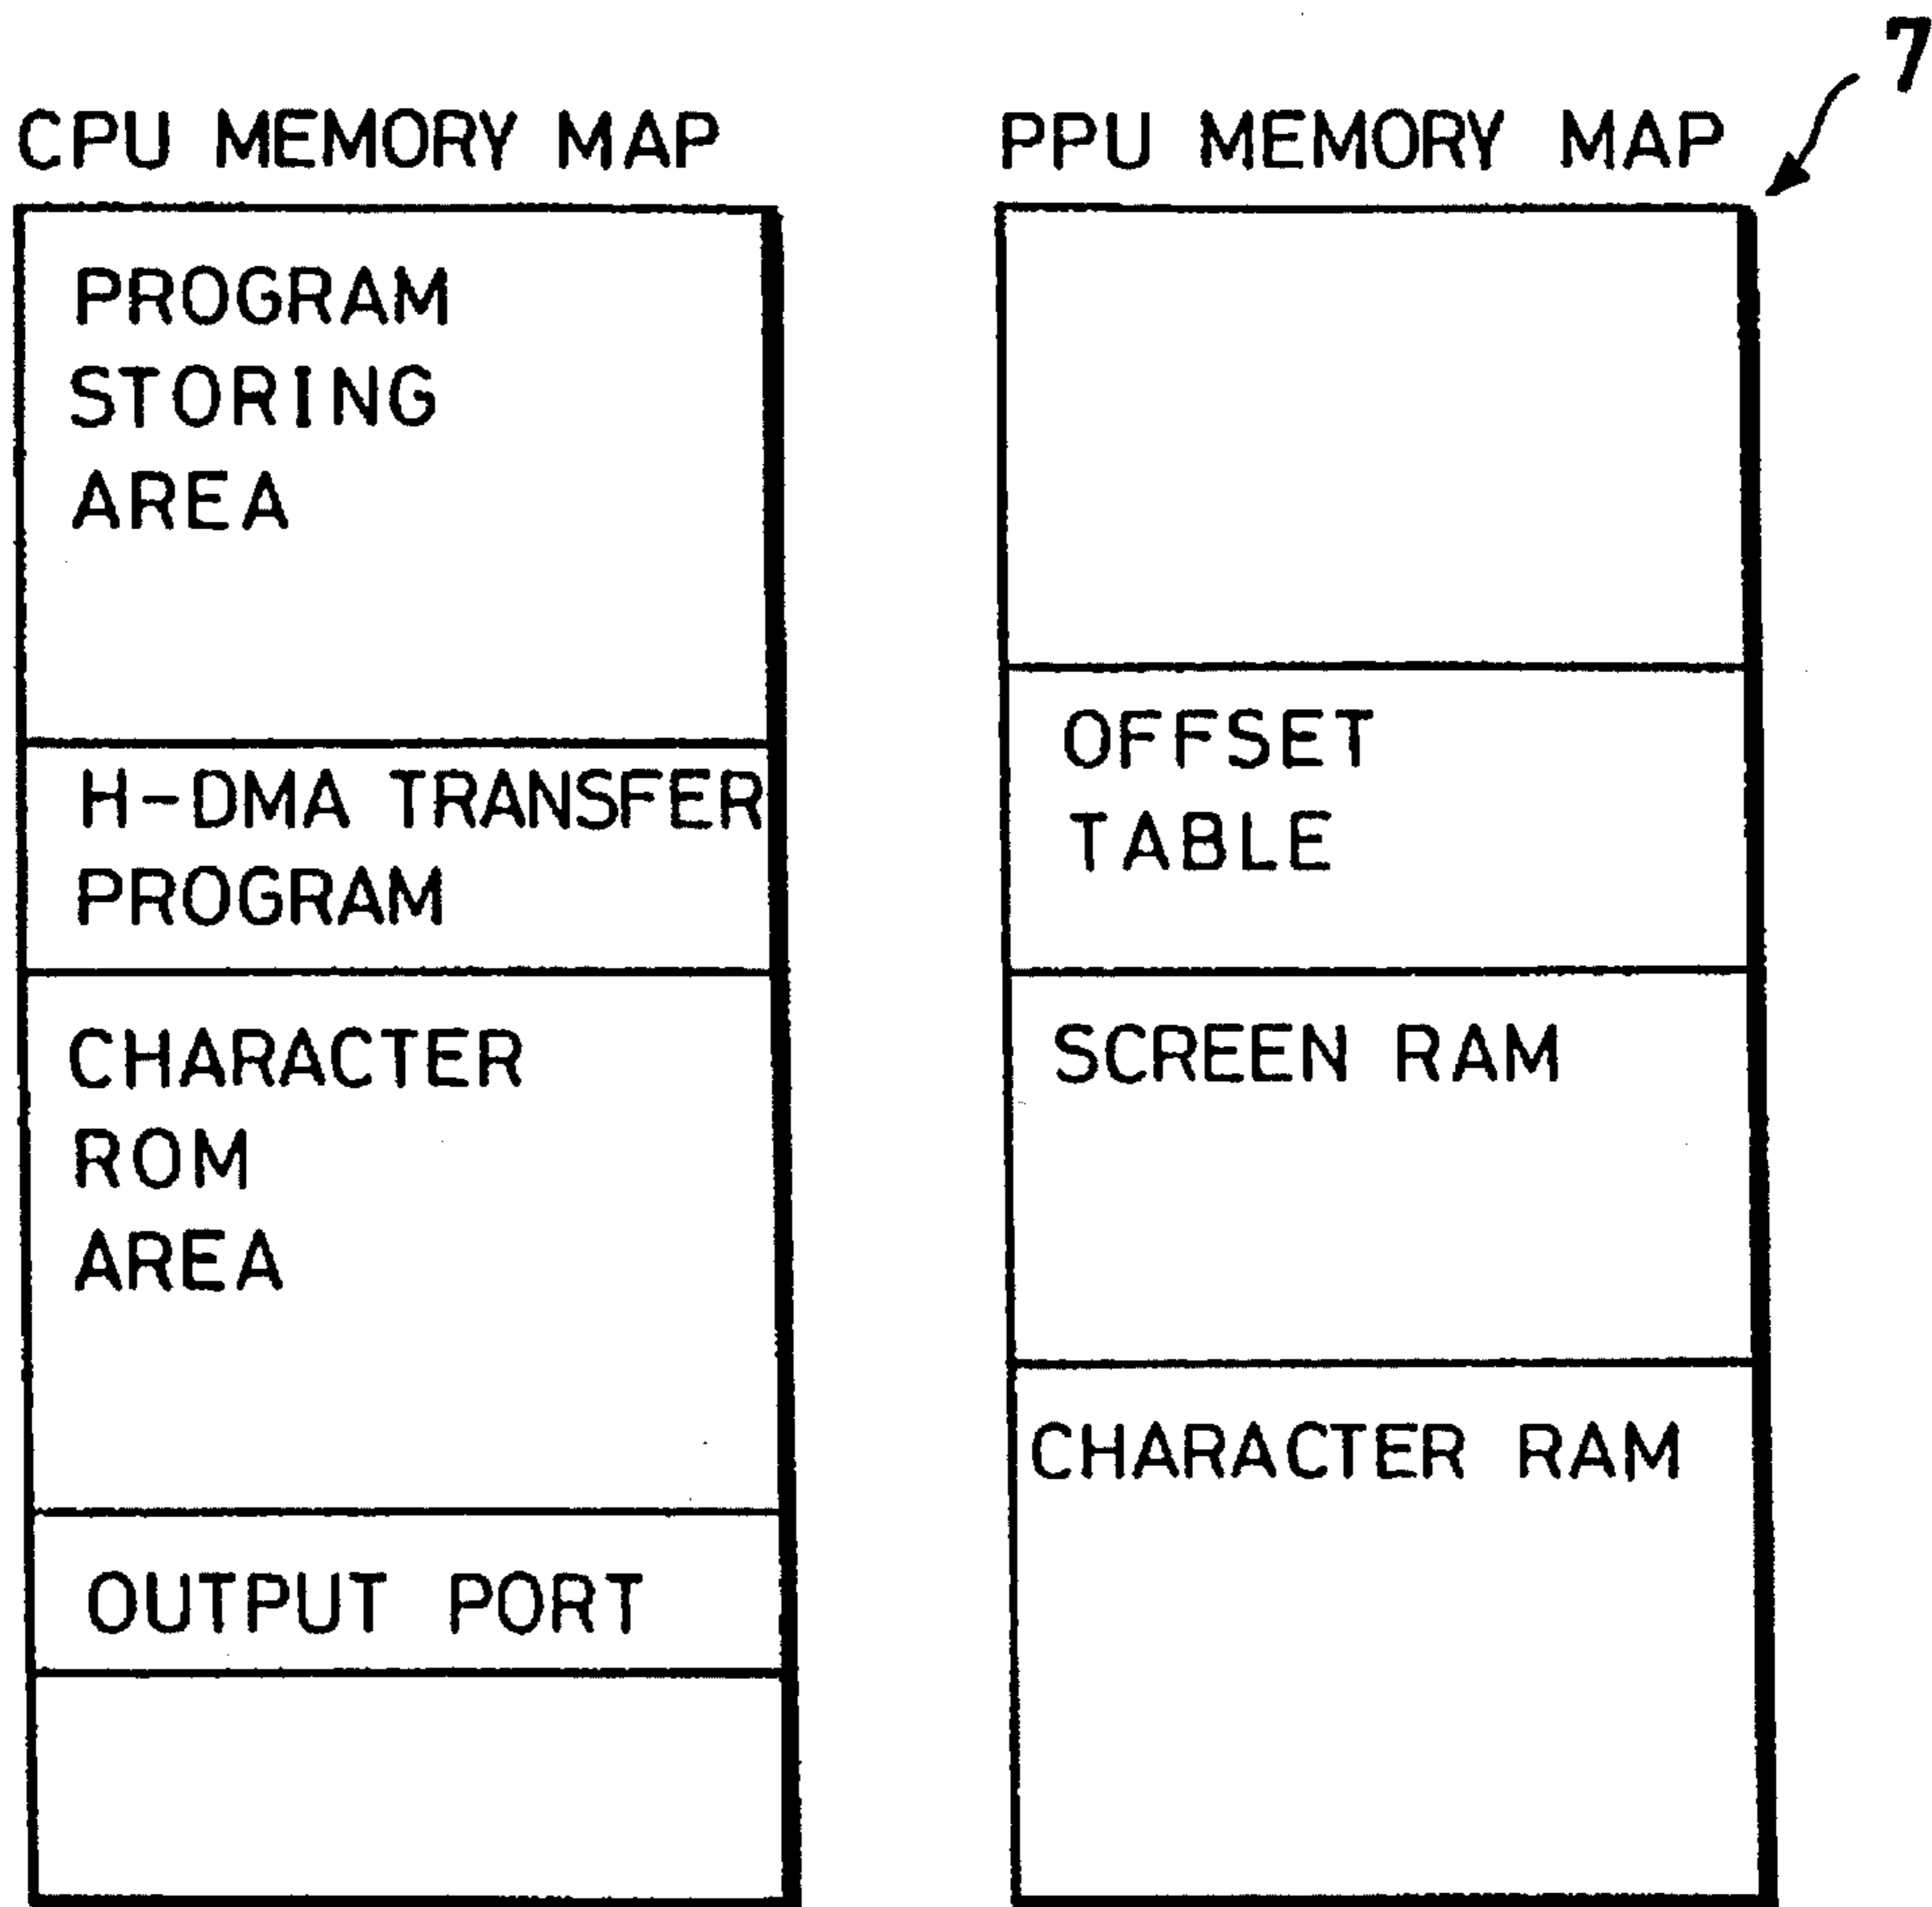 7
CPU MEMORY MAP
PROGRAM
STORING
AREA
H-DMA TRANSFER
PROGRAM
CHARACTER
ROM
AREA
OUTPUT PORT
PPU MEMORY MAP
OFFSET
TABLE
SCREEN RAM
CHARACTER RAM